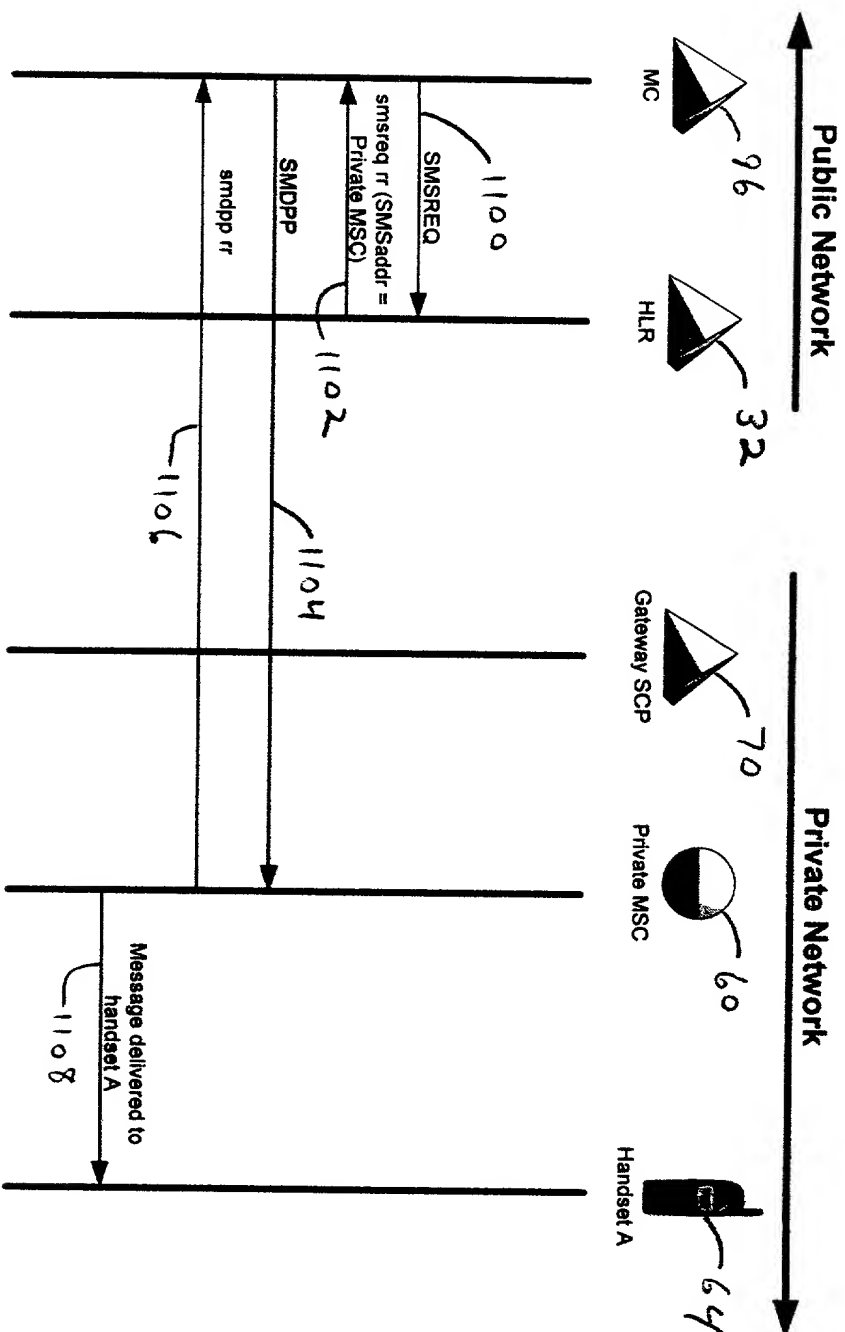 Public Network
Private Network
96
32
70
60
64
MC
HLR
Gateway SCP
Private MSC
Handset A
1100
SMSREQ
smsreq rr (SMSaddr =
Private MSC)
1102
SMDPP
1104
smdpp rr
1106
Message delivered to
handset A
1108